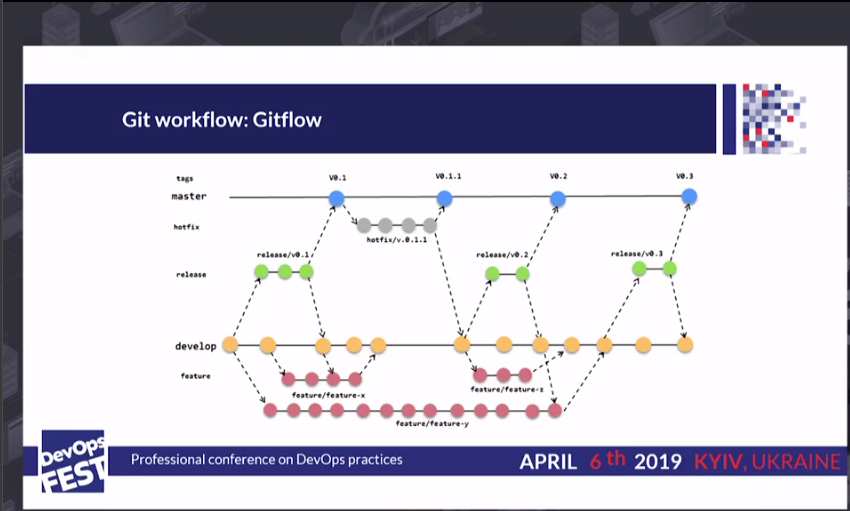 Git workflow: Gitflow
tags
V0.1
V0.1.1
V0.2
V0.3
master
hotfix
hotfix/v.0.1.1
release/v0.1
release/v0.2
release/v0.3
release
develop
feature
feature/feature-x
feature/feature-z
feature/feature-y
DevOps
FEST
Professional conference on DevOps practices
APRIL 6th 2019 KYIV, UKRAINE